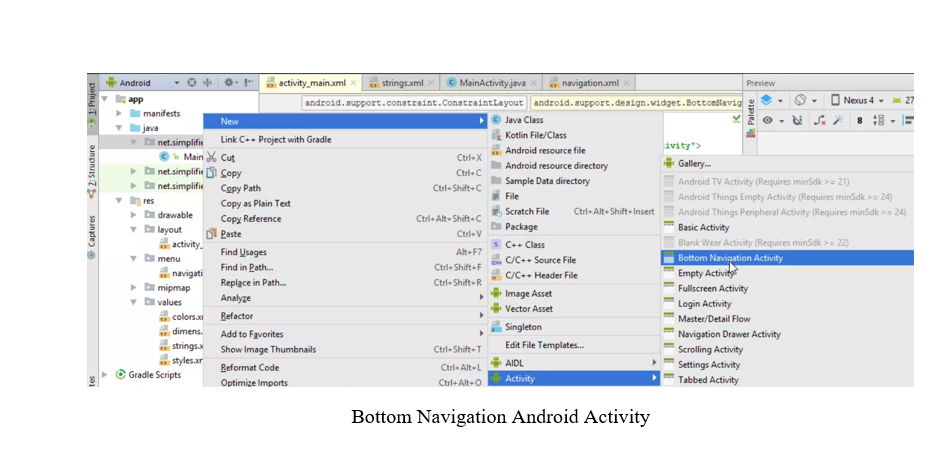 1: Project
Z: Structure
Captures
Android
app
manifests
java
net.simplifie
Main
net.simplifie
net.simplifie
res
drawable
layout
activity_
menu
navigati
mipmap
values
colors.x
dimens.
strings.x
styles.x
Gradle Scripts
activity_main.xml
strings.xml
MainActivity.java
navigation.xml
android.support.constraint.ConstraintLayout
android.support.design.widget.BottomNavig
ivity">
Preview
Palette
Nexus 4
27
8
New
Link C++ Project with Gradle
Cut Ctrl+X
Copy Ctrl+C
Copy Path Ctrl+Shift+C
Copy as Plain Text
Copy Reference Ctrl+Alt+Shift+C
Paste Ctrl+V
Find Usages Alt+F7
Find in Path... Ctrl+Shift+F
Replace in Path... Ctrl+Shift+R
Analyze
Refactor
Add to Favorites
Show Image Thumbnails Ctrl+Shift+T
Reformat Code Ctrl+Alt+L
Optimize Imports Ctrl+Alt+O
Java Class
Kotlin File/Class
Android resource file
Android resource directory
Sample Data directory
File
Scratch File Ctrl+Alt+Shift+Insert
Package
C++ Class
C/C++ Source File
C/C++ Header File
Image Asset
Vector Asset
Singleton
Edit File Templates...
AIDL
Activity
Gallery...
Android TV Activity (Requires minSdk >= 21)
Android Things Empty Activity (Requires minSdk >= 24)
Android Things Peripheral Activity (Requires minSdk >= 24)
Basic Activity
Blank Wear Activity (Requires minSdk >= 22)
Bottom Navigation Activity
Empty Activity
Fullscreen Activity
Login Activity
Master/Detail Flow
Navigation Drawer Activity
Scrolling Activity
Settings Activity
Tabbed Activity
Bottom Navigation Android Activity